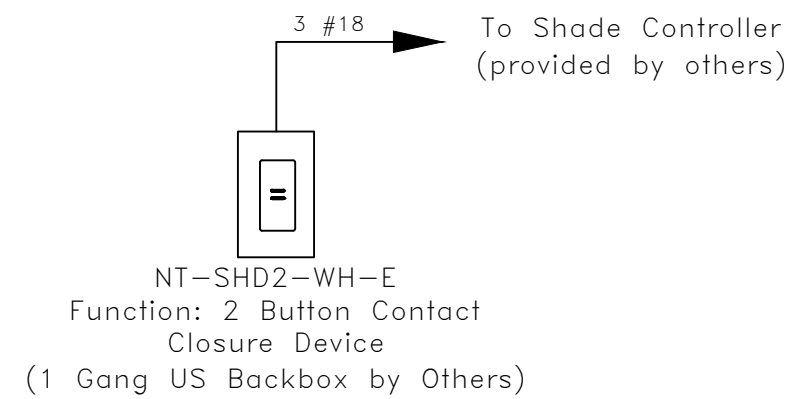 3 #18
To Shade Controller
(provided by others)
NT-SHD2-WH-E
Function: 2 Button Contact
Closure Device
(1 Gang US Backbox by Others)